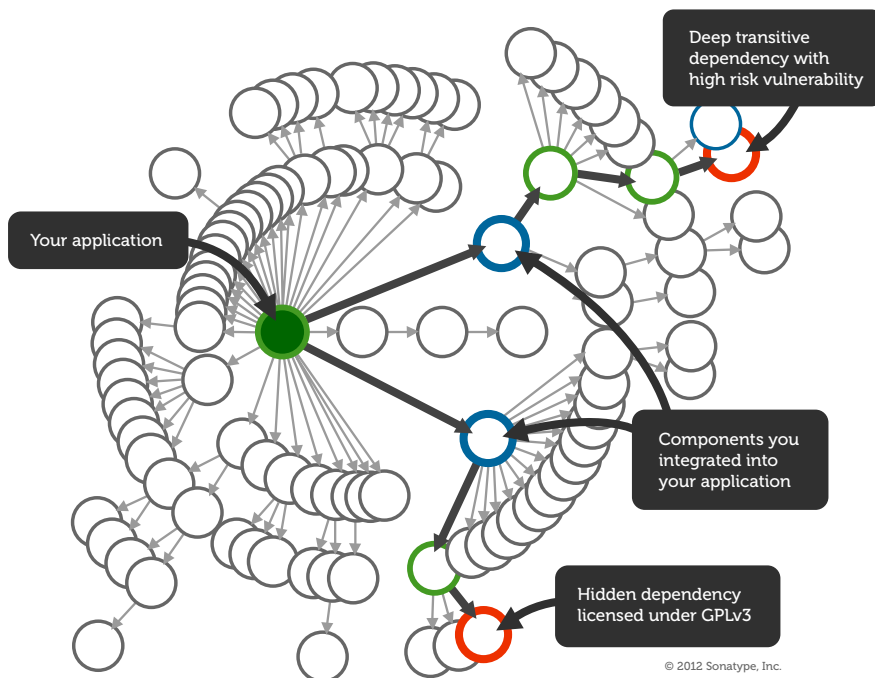 Deep transitive
dependency with
high risk vulnerability
Your application
Components you
integrated into
your application
Hidden dependency
licensed under GPLv3
© 2012 Sonatype, Inc.